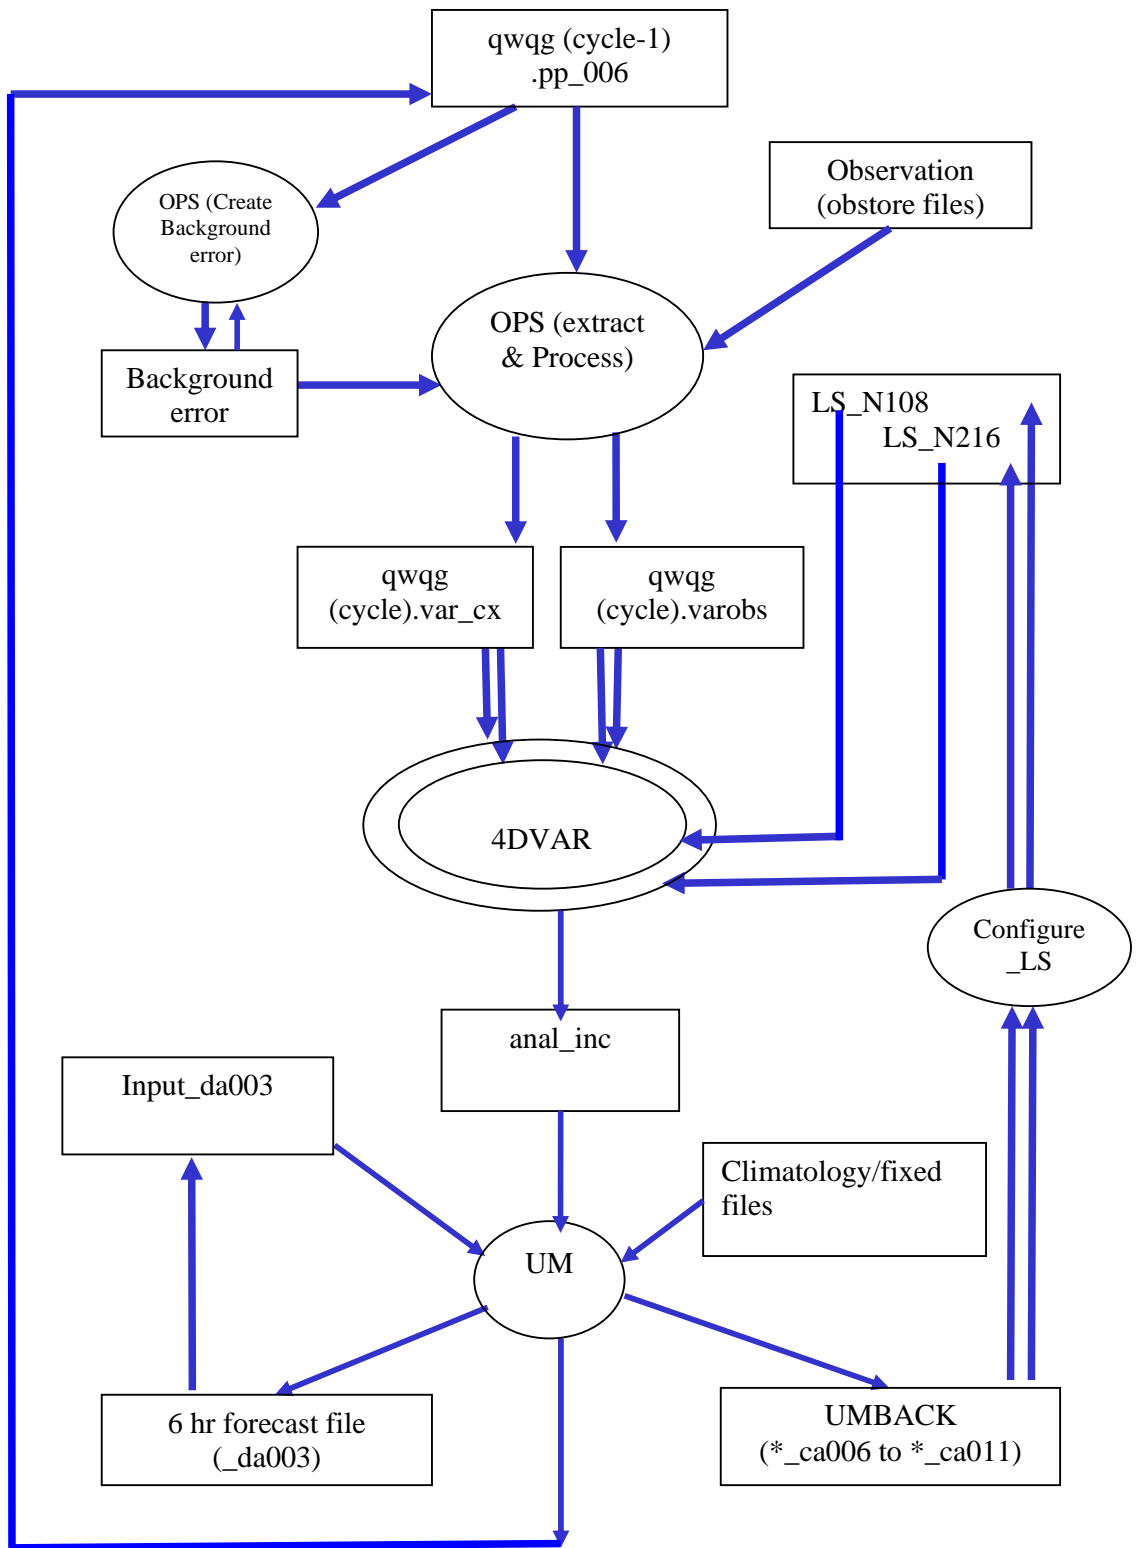 qwqg (cycle-1)
.pp_006
Observation
(obstore files)
OPS (Create
Background
error)
OPS (extract
& Process)
Background
error
LS_N108
LS_N216
qwqg
(cycle).var_cx
qwqg
(cycle).varobs
4DVAR
Configure
_LS
anal_inc
Input_da003
Climatology/fixed
files
UM
6 hr forecast file
(_da003)
UMBACK
(*_ca006 to *_ca011)